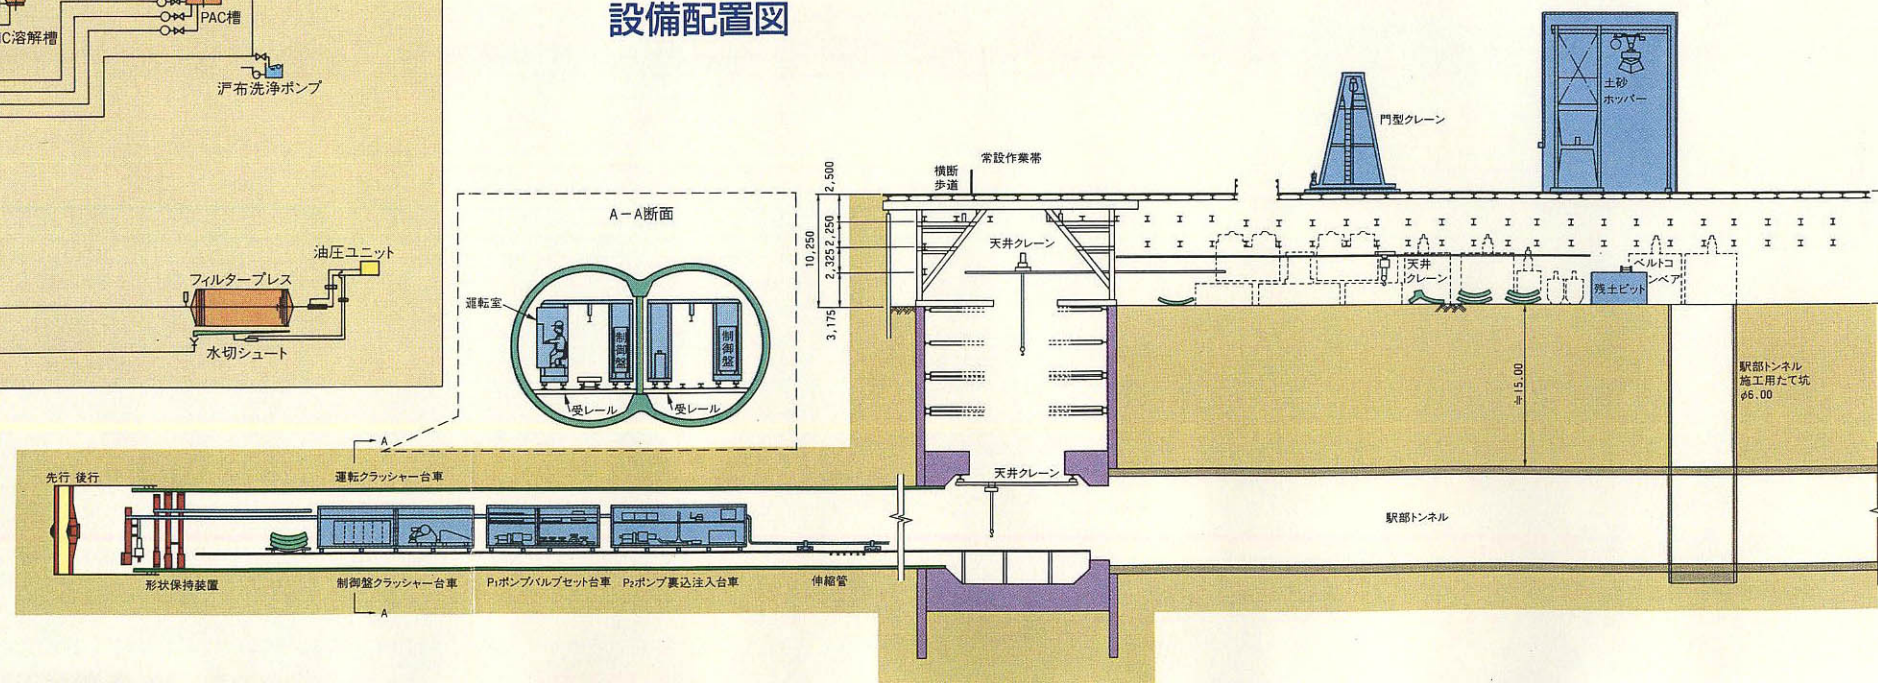 設備配置図
PAC槽
C溶解槽
沪布洗浄ポンプ
油圧ユニット
フィルタープレス
水切シュート
A−A断面
運転室
制御盤
制御盤
受レール
受レール
横断
歩道
常設作業帯
2,500
2,250
2,325
10,250
3,175
天井クレーン
門型クレーン
土砂
ホッパー
天井
クレーン
ベルトコ
ンベア
残土ピット
≒15.00
駅部トンネル
施工用たて坑
φ6.00
天井クレーン
駅部トンネル
A
先行 後行
運転クラッシャー台車
形状保持装置
制御盤クラッシャー台車
P₁ポンプバルブセット台車
P₂ポンプ裏込注入台車
伸縮管
A